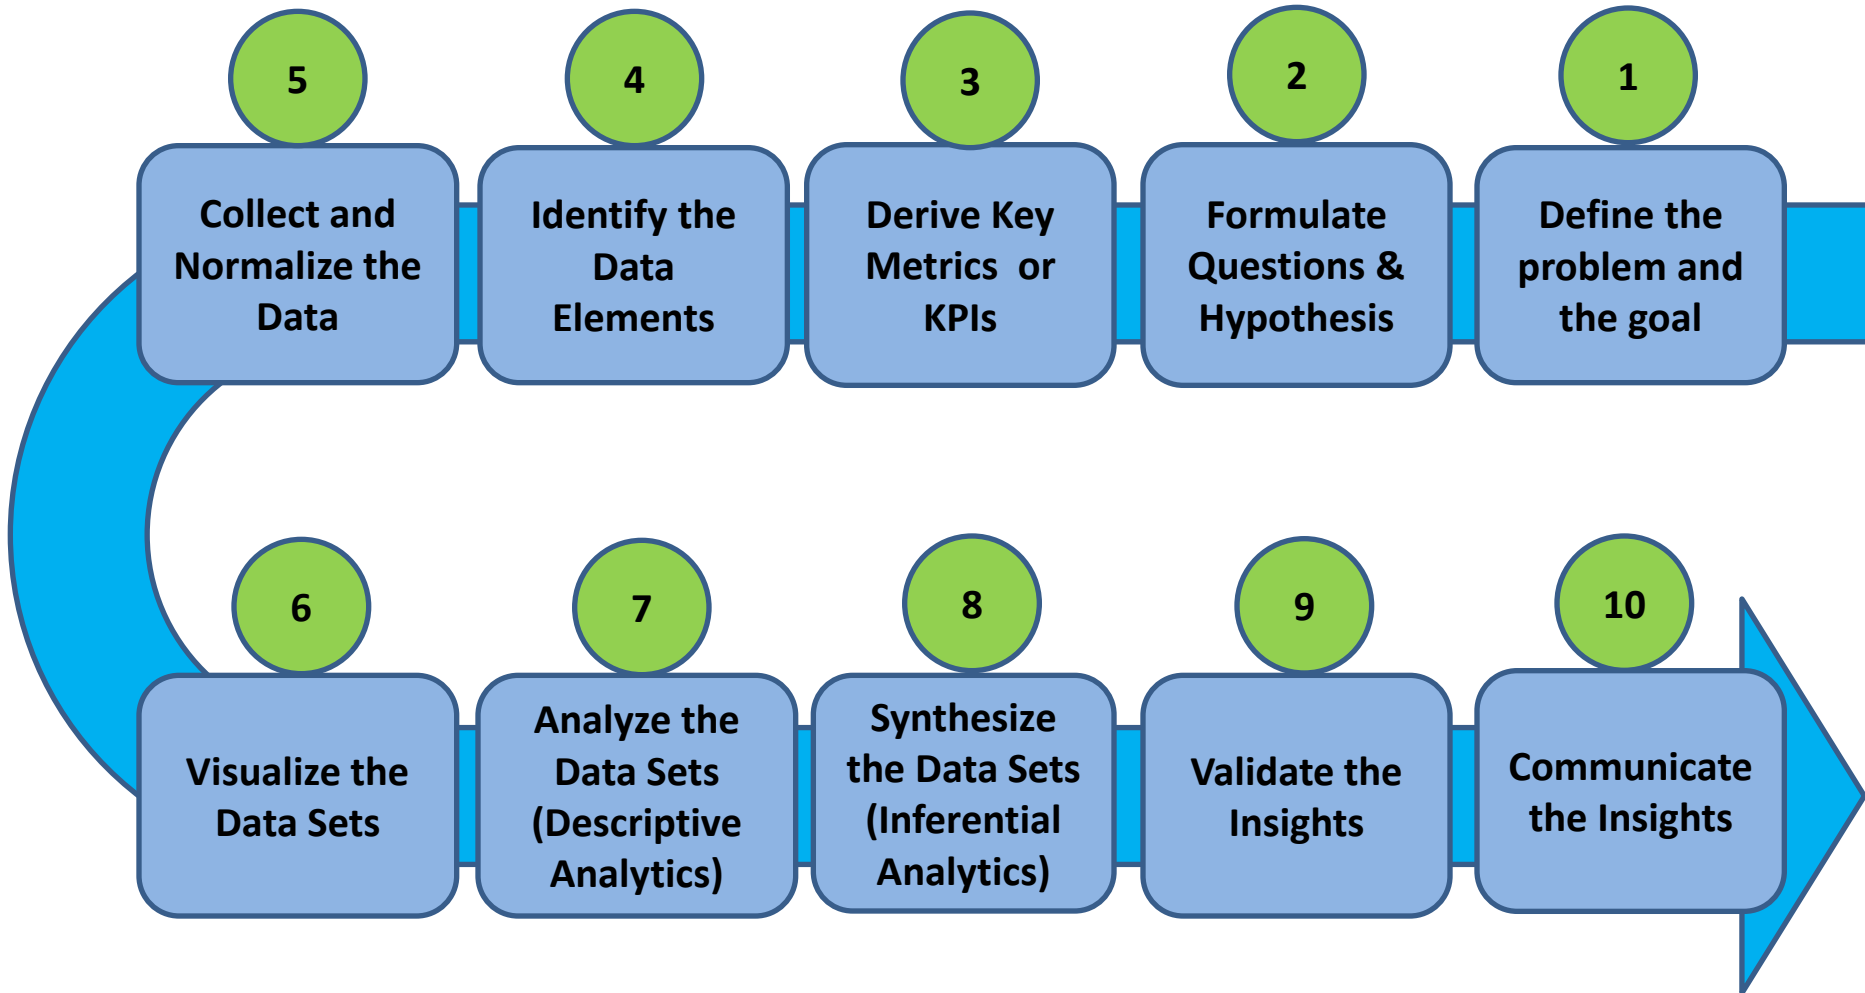 1
Define the
problem and
the goal
2
Formulate
Questions &
Hypothesis
3
Derive Key
Metrics  or
KPIs
4
Identify the
Data
Elements
5
Collect and
Normalize the
Data
6
Visualize the
Data Sets
7
Analyze the
Data Sets
(Descriptive
Analytics)
8
Synthesize
the Data Sets
(Inferential
Analytics)
9
Validate the
Insights
10
Communicate
the Insights